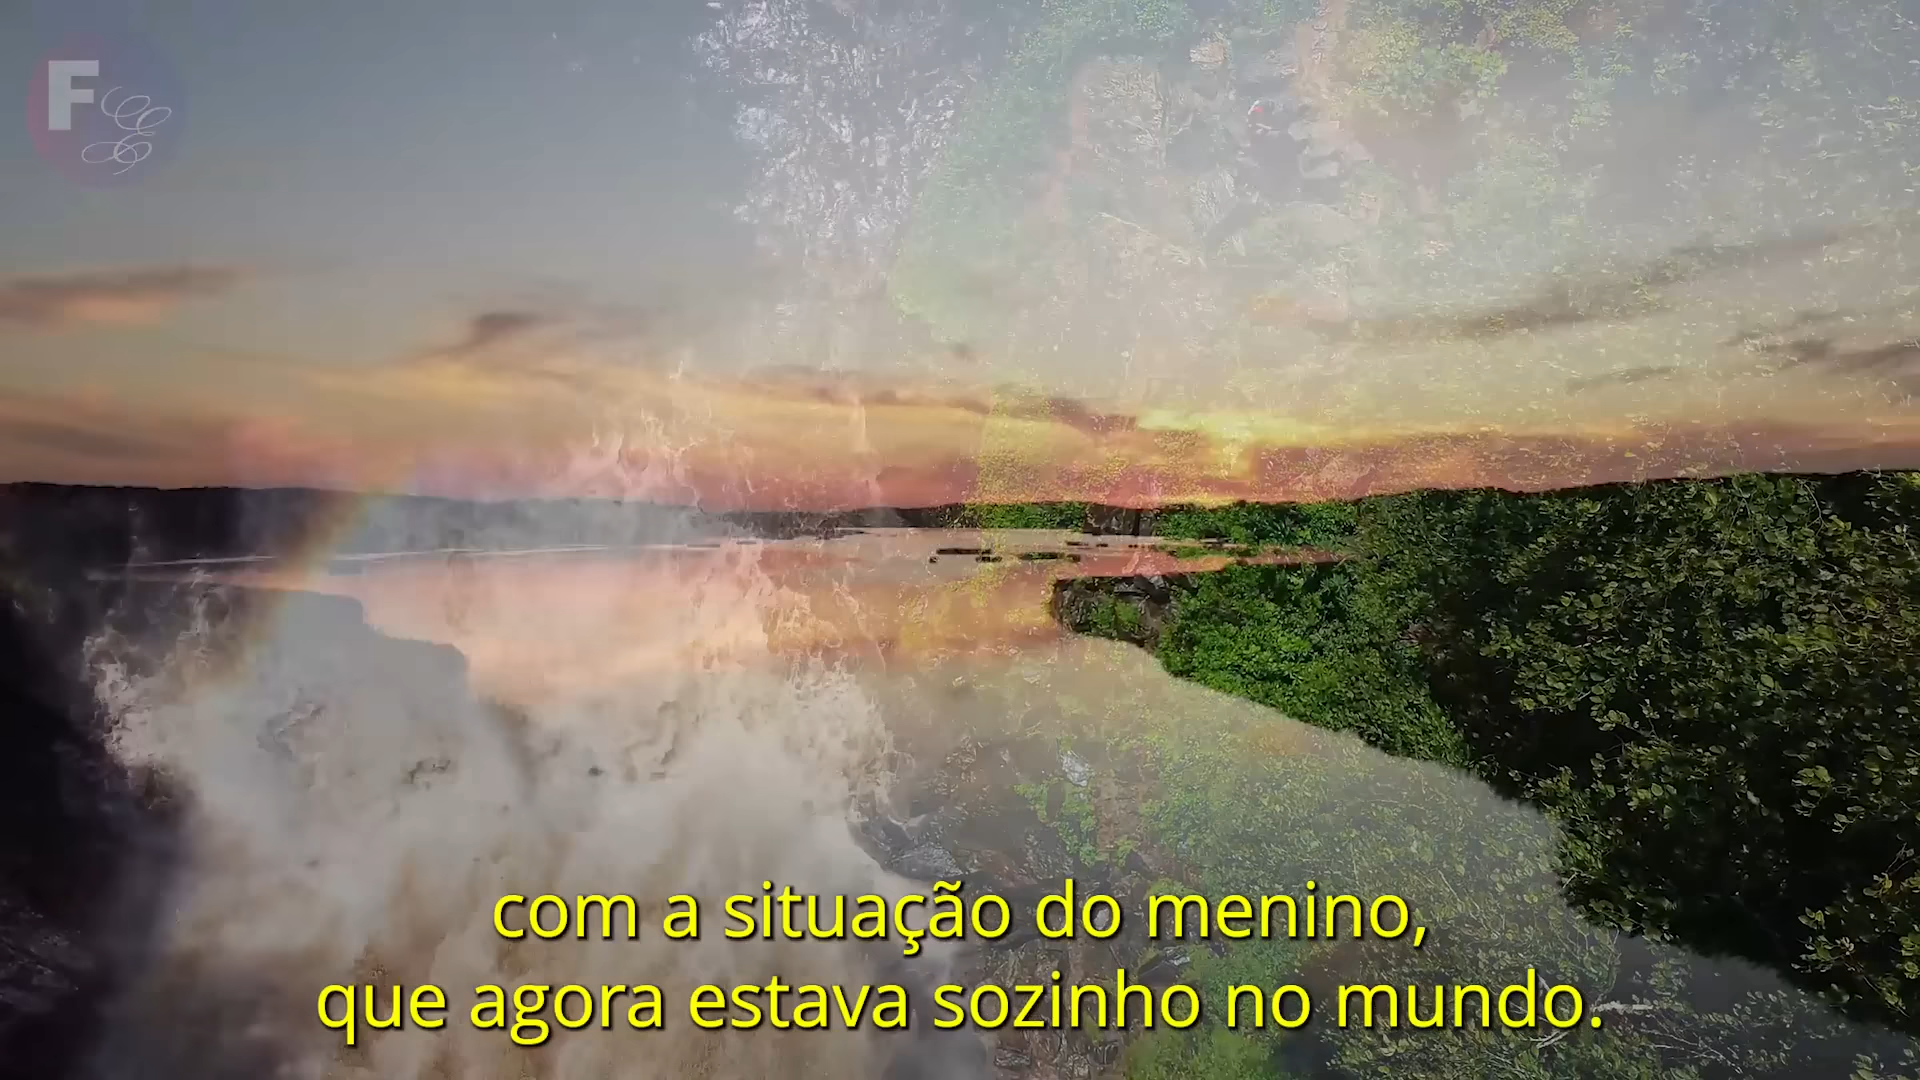 F
com a situação do menino,
que agora estava sozinho no mundo.